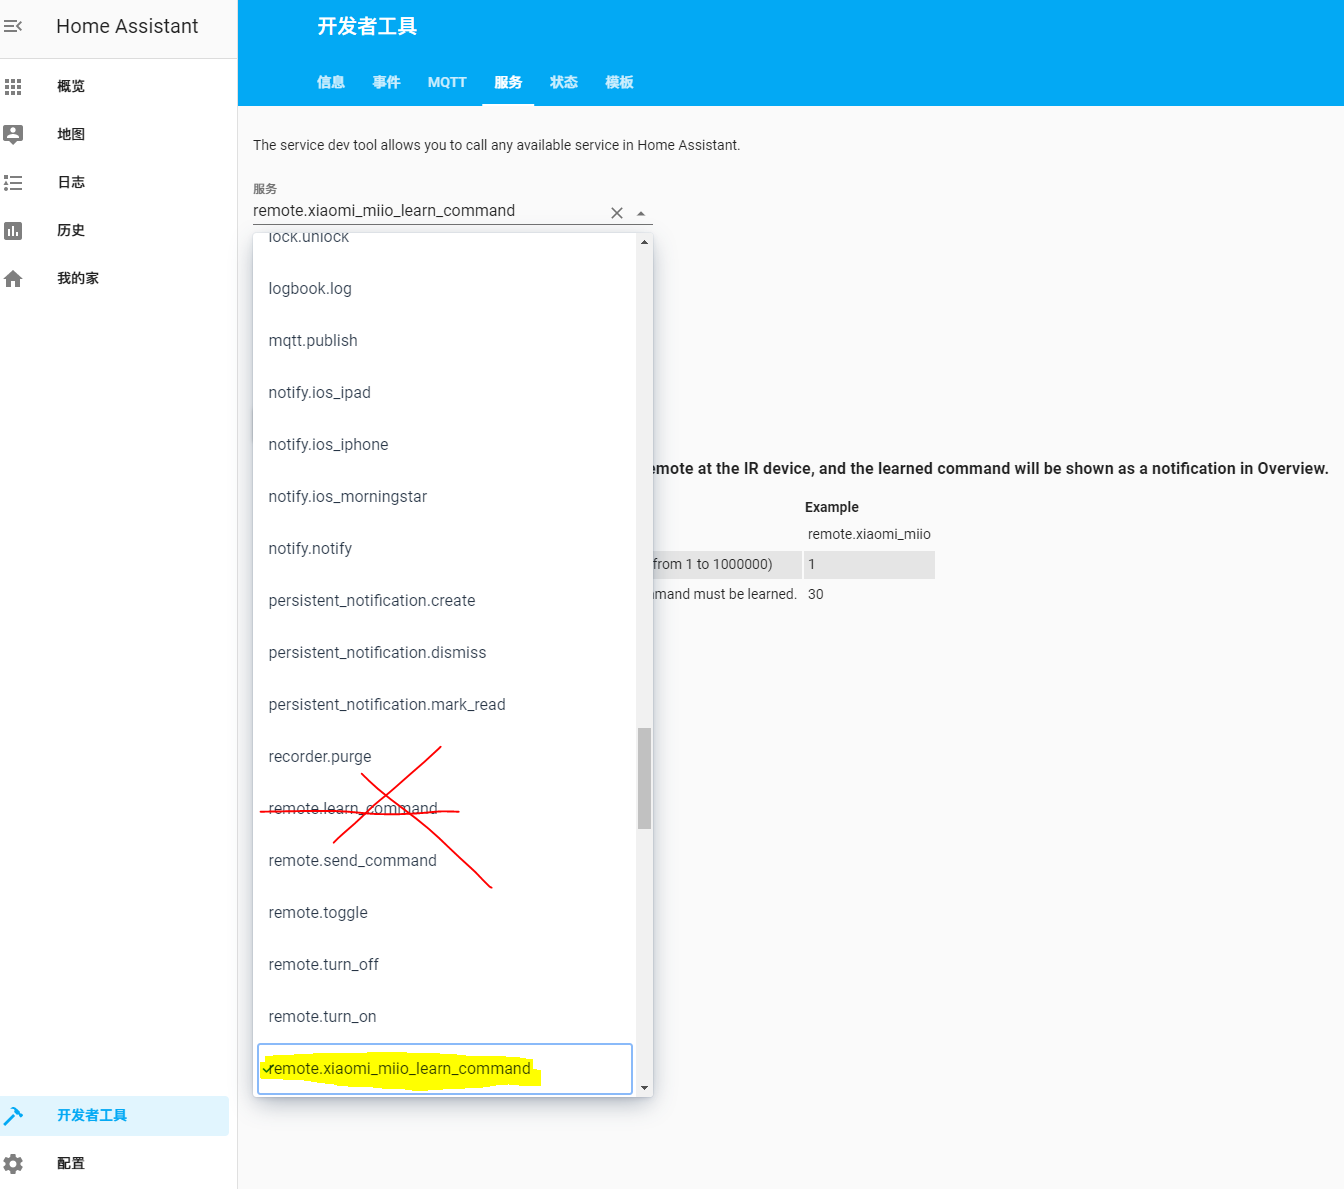 Home Assistant
概览
地图
日志
历史
我的家
开发者工具
配置
开发者工具
信息 事件 MQTT 服务 状态 模板
The service dev tool allows you to call any available service in Home Assistant.
服务
remote.xiaomi_miio_learn_command
lock.unlock
logbook.log
mqtt.publish
notify.ios_ipad
notify.ios_iphone
notify.ios_morningstar
notify.notify
persistent_notification.create
persistent_notification.dismiss
persistent_notification.mark_read
recorder.purge
remote.learn_command
remote.send_command
remote.toggle
remote.turn_off
remote.turn_on
remote.xiaomi_miio_learn_command
emote at the IR device, and the learned command will be shown as a notification in Overview.
Example
remote.xiaomi_miio
from 1 to 1000000) 1
mmand must be learned. 30